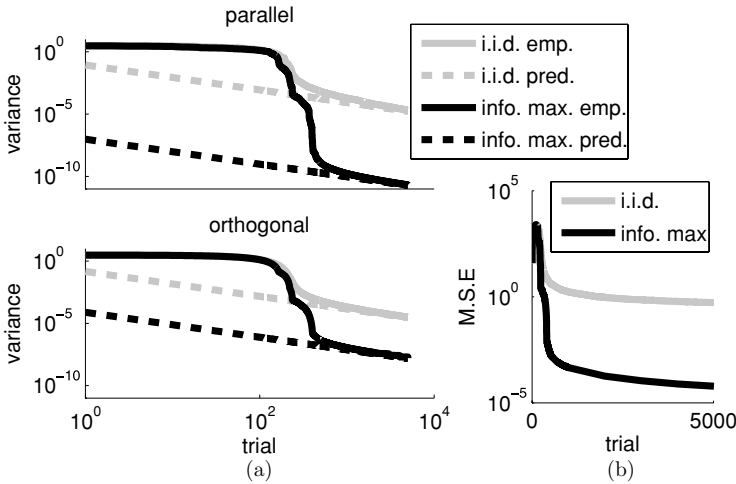 parallel
10^0
10^-5
10^-10
variance
i.i.d. emp.
i.i.d. pred.
info. max. emp.
info. max. pred.
orthogonal
10^0
10^-5
10^-10
variance
10^0
10^2
10^4
trial
(a)
i.i.d.
info. max
10^5
10^0
10^-5
M.S.E
0
5000
trial
(b)